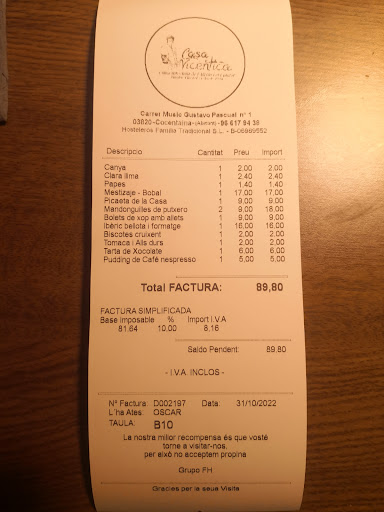 Casa
Vicentica
Carrer Music Gustavo Pascual nº 1
03820-Cocentaina-(Alacant)-96 617 84 38
Hosteleros Familia Tradicional S.L. - B-06969552
Descripcio Cantitat Preu Import
Canya 1 2,00 2,00
Clara llima 1 2,40 2,40
Papes 1 1,40 1,40
Mestizaje - Bobal 1 17,00 17,00
Picaeta de la Casa 1 9,00 9,00
Mandonguilles de putxero 2 9,00 18,00
Bolets de xop amb allets 1 9,00 9,00
Ibèric bellota i formatge 1 16,00 16,00
Biscotes cruixent 1 2,00 2,00
Tomaca i Alls durs 1 2,00 2,00
Tarta de Xocolate 1 6,00 6,00
Pudding de Café nespresso 1 5,00 5,00
Total FACTURA: 89,80
FACTURA SIMPLIFICADA
Base imposable % Import I.V.A
81,64 10,00 8,16
Saldo Pendent: 89,80
- I.V.A. INCLOS -
Nº Factura: D002197 Data: 31/10/2022
L´hs Ates: OSCAR
TAULA: B10
La nostra millor recompensa és que vosté
torne a visitar-nos,
per això no acceptem propina
Grupo FH
Gracies per la seua Visita